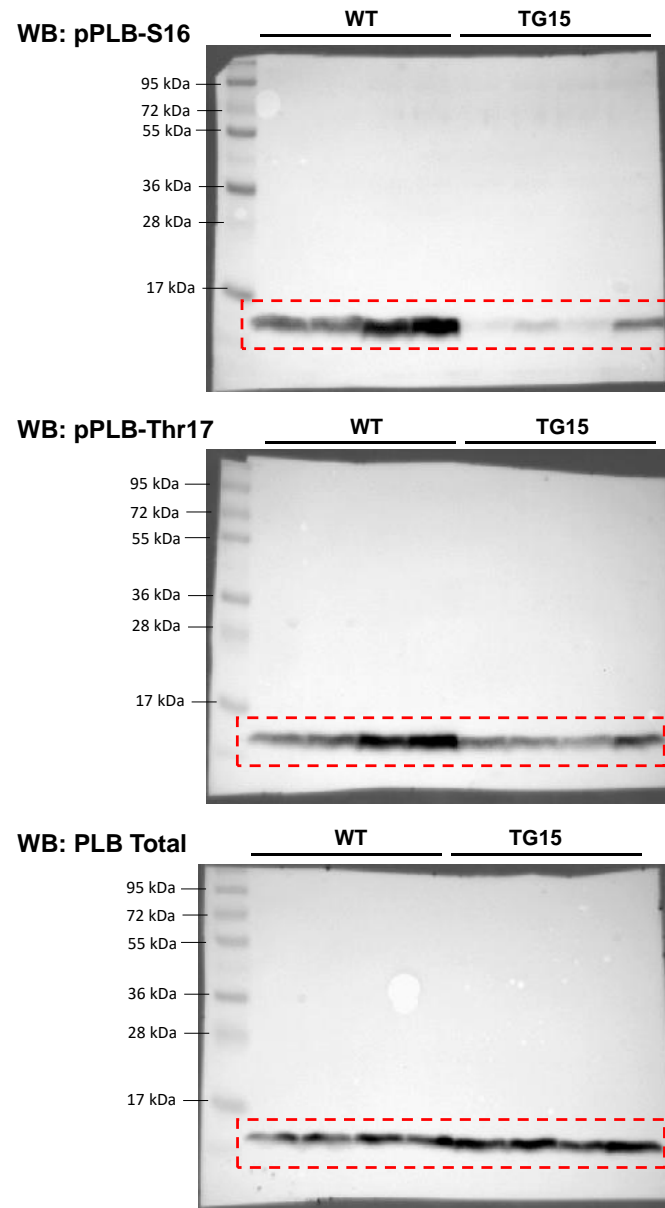 WB: pPLB-S16
WT
TG15
95 kDa
72 kDa
55 kDa
36 kDa
28 kDa
17 kDa
WB: pPLB-Thr17
WT
TG15
95 kDa
72 kDa
55 kDa
36 kDa
28 kDa
17 kDa
WB: PLB Total
WT
TG15
95 kDa
72 kDa
55 kDa
36 kDa
28 kDa
17 kDa